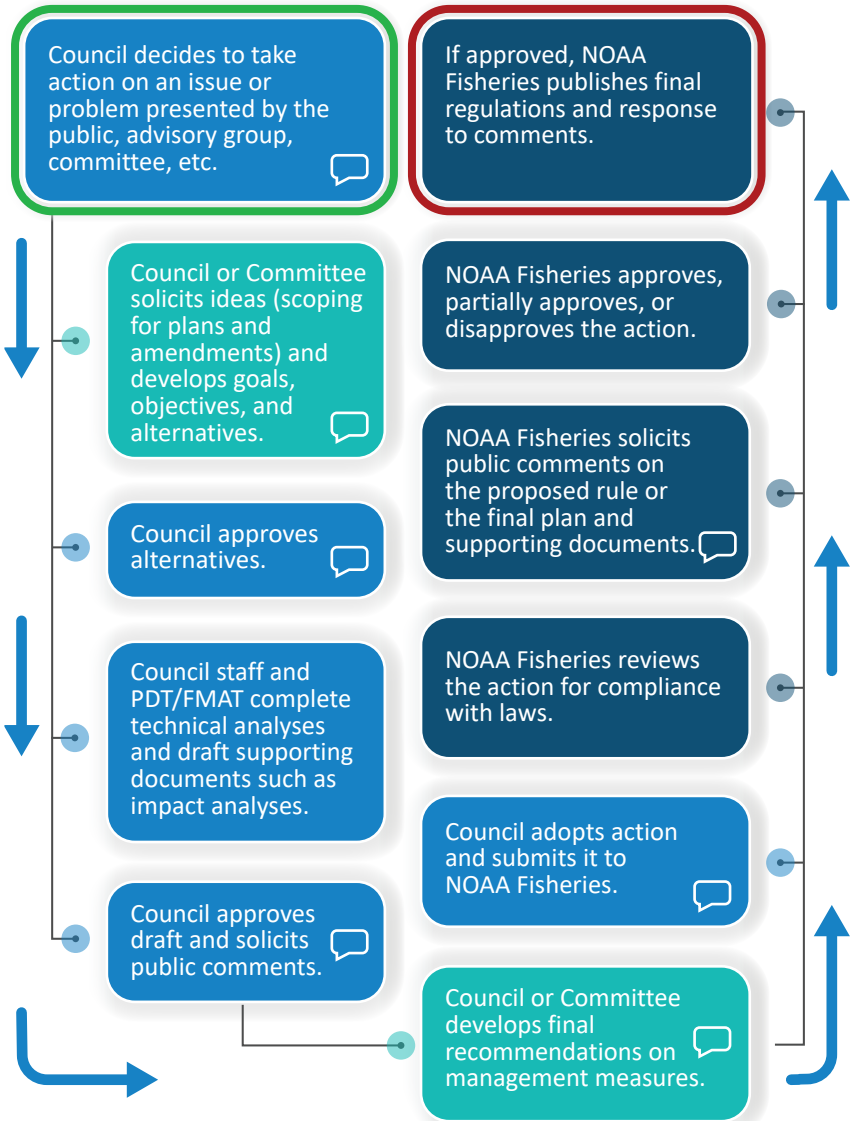 Council decides to take
action on an issue or
problem presented by the
public, advisory group,
committee, etc.
Council or Committee
solicits ideas (scoping
for plans and
amendments) and
develops goals,
objectives, and
alternatives.
Council approves
alternatives.
Council staff and
PDT/FMAT complete
technical analyses
and draft supporting
documents such as
impact analyses.
Council approves
draft and solicits
public comments.
Council or Committee
develops final
recommendations on
management measures.
Council adopts action
and submits it to
NOAA Fisheries.
NOAA Fisheries reviews
the action for compliance
with laws.
NOAA Fisheries solicits
public comments on
the proposed rule or
the final plan and
supporting documents.
NOAA Fisheries approves,
partially approves, or
disapproves the action.
If approved, NOAA
Fisheries publishes final
regulations and response
to comments.